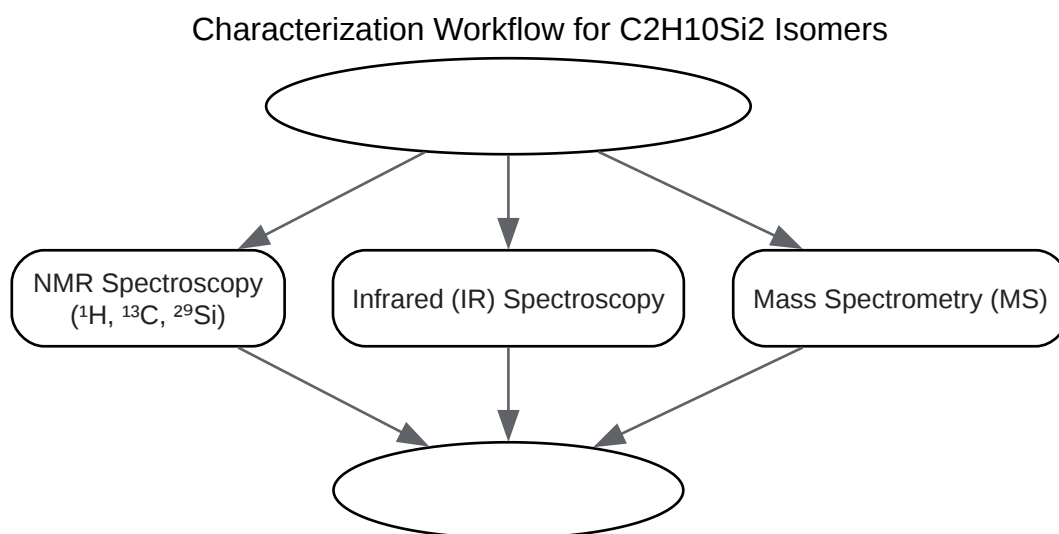 Characterization Workflow for C2H10Si2 Isomers
NMR Spectroscopy
(¹H, ¹³C, ²⁹Si)
Infrared (IR) Spectroscopy
Mass Spectrometry (MS)